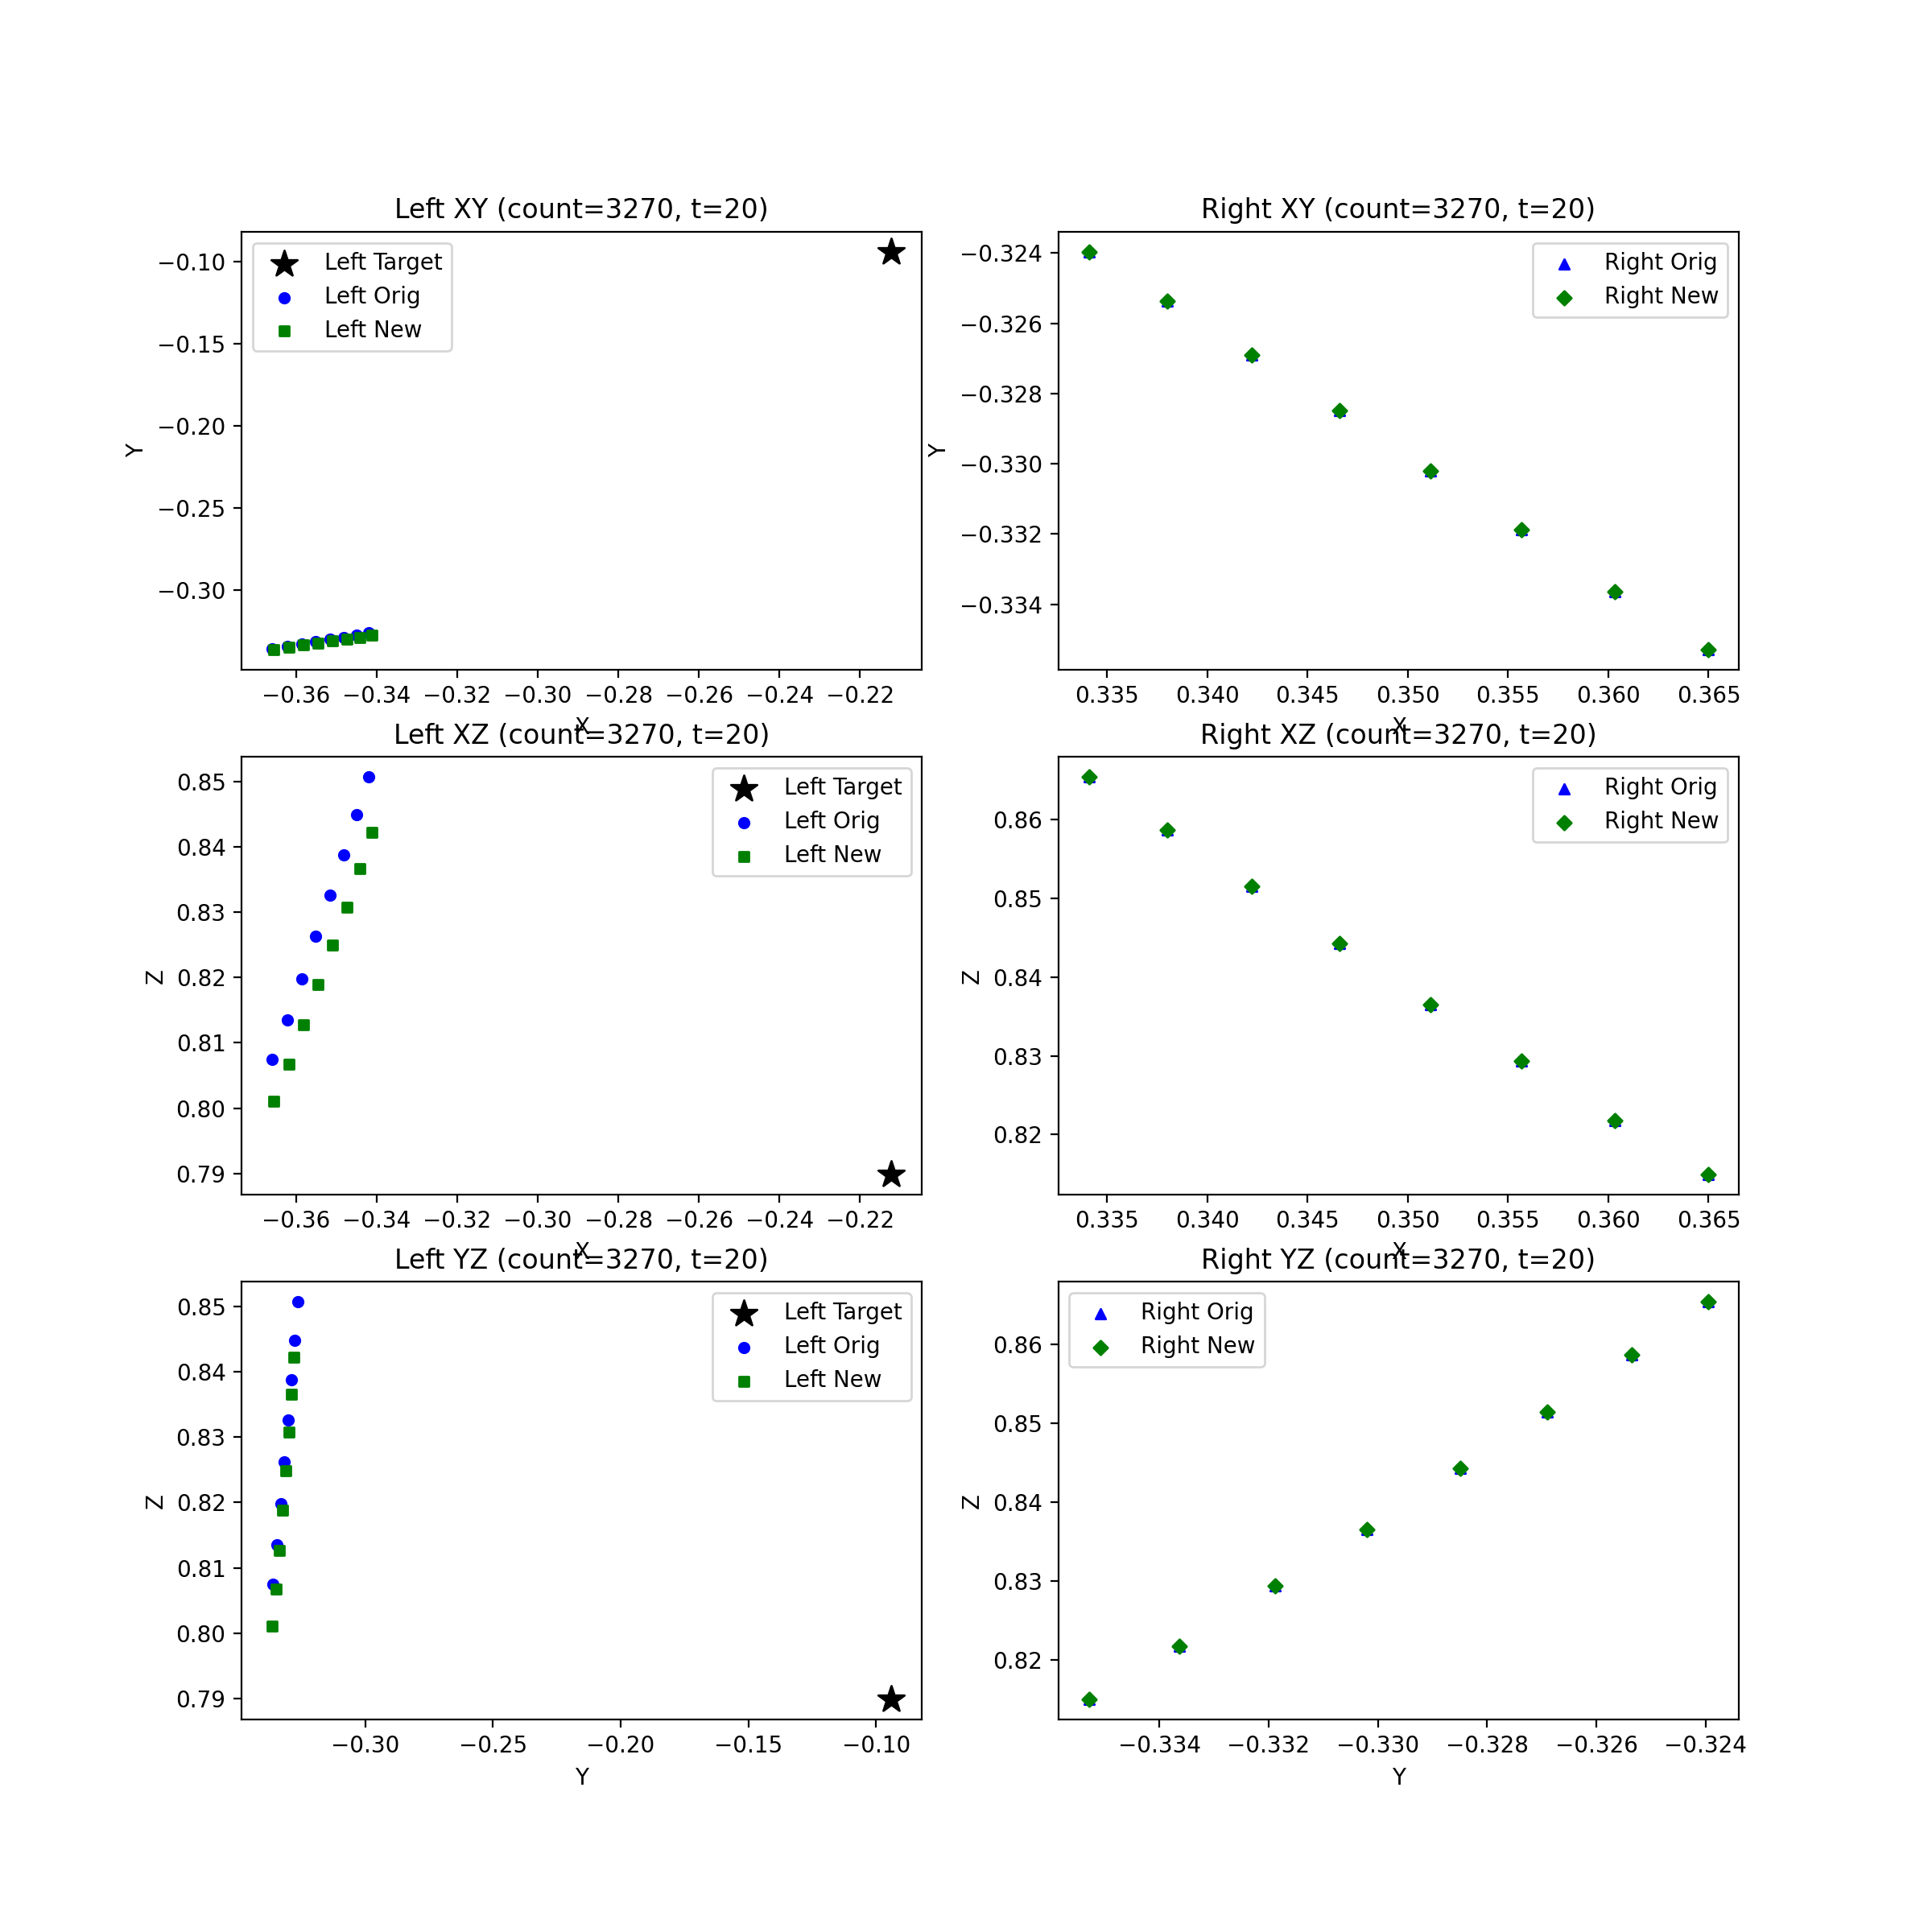 Left XY (count=3270, t=20)
Left Target
Left Orig
Left New
−0.10
−0.15
−0.20
−0.25
−0.30
Y
−0.36 −0.34 −0.32 −0.30 −0.28 −0.26 −0.24 −0.22
X
Right XY (count=3270, t=20)
Right Orig
Right New
−0.324
−0.326
−0.328
−0.330
−0.332
−0.334
Y
0.335 0.340 0.345 0.350 0.355 0.360 0.365
X
Left XZ (count=3270, t=20)
Left Target
Left Orig
Left New
0.85
0.84
0.83
0.82
0.81
0.80
0.79
Z
−0.36 −0.34 −0.32 −0.30 −0.28 −0.26 −0.24 −0.22
X
Right XZ (count=3270, t=20)
Right Orig
Right New
0.86
0.85
0.84
0.83
0.82
Z
0.335 0.340 0.345 0.350 0.355 0.360 0.365
X
Left YZ (count=3270, t=20)
Left Target
Left Orig
Left New
0.85
0.84
0.83
0.82
0.81
0.80
0.79
Z
−0.30 −0.25 −0.20 −0.15 −0.10
Y
Right YZ (count=3270, t=20)
Right Orig
Right New
0.86
0.85
0.84
0.83
0.82
Z
−0.334 −0.332 −0.330 −0.328 −0.326 −0.324
Y